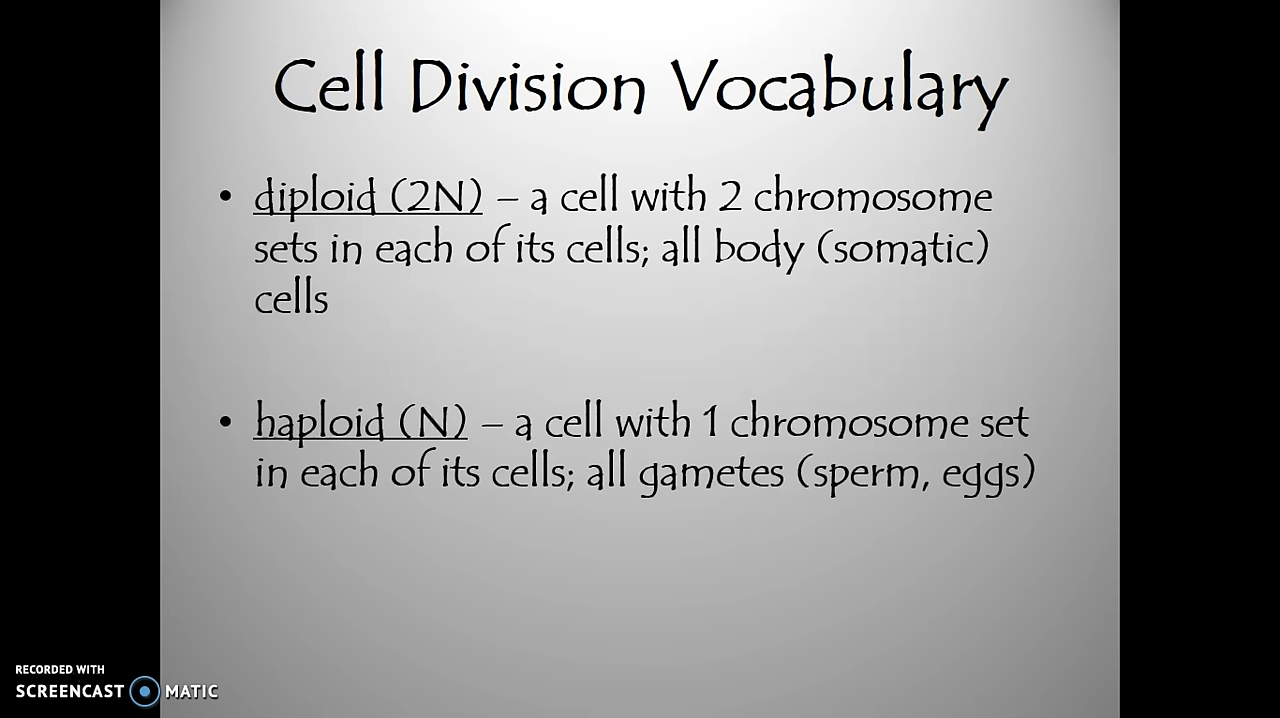 Cell Division Vocabulary
• diploid (2N) – a cell with 2 chromosome
sets in each of its cells; all body (somatic)
cells
• haploid (N) – a cell with 1 chromosome set
in each of its cells; all gametes (sperm, eggs)
RECORDED WITH
SCREENCAST MATIC